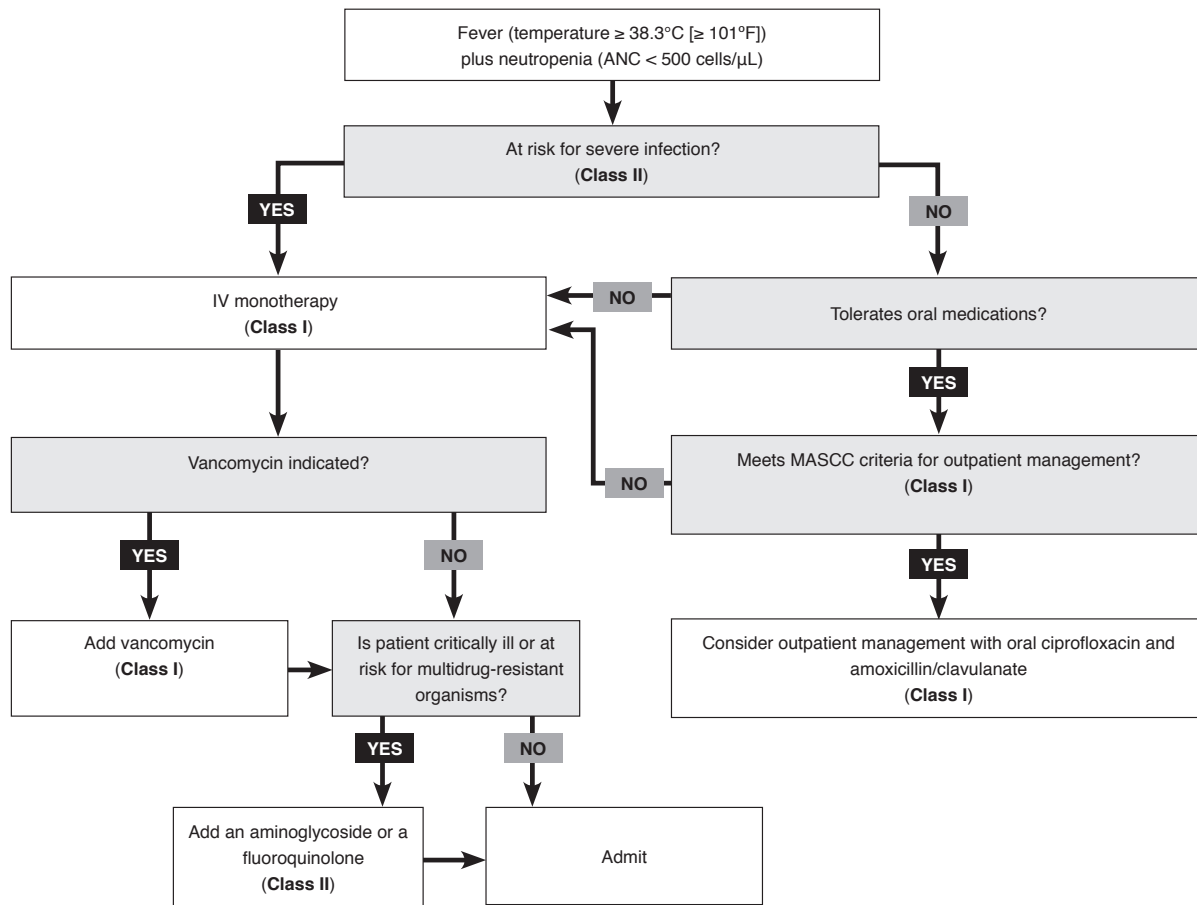 Fever (temperature ≥ 38.3°C [≥ 101ºF])
plus neutropenia (ANC < 500 cells/µL)
At risk for severe infection?
(Class II)
YES
NO
IV monotherapy
(Class I)
NO
Tolerates oral medications?
YES
Vancomycin indicated?
NO
Meets MASCC criteria for outpatient management?
(Class I)
YES
NO
YES
Add vancomycin
(Class I)
Is patient critically ill or at
risk for multidrug-resistant
organisms?
Consider outpatient management with oral ciprofloxacin and
amoxicillin/clavulanate
(Class I)
YES
NO
Add an aminoglycoside or a
fluoroquinolone
(Class II)
Admit